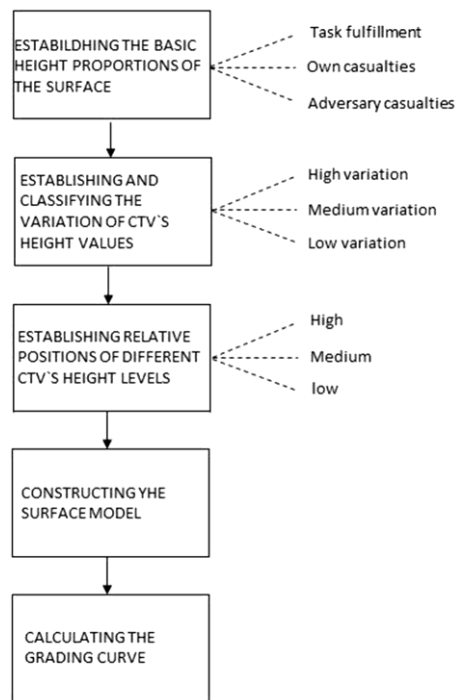 ESTABILDHING THE BASIC
HEIGHT PROPORTIONS OF
THE SURFACE
Task fulfillment
Own casualties
Adversary casualties
ESTABLISHING AND
CLASSIFYING THE
VARIATION OF CTV`S
HEIGHT VALUES
High variation
Medium variation
Low variation
ESTABLISHING RELATIVE
POSITIONS OF DIFFERENT
CTV`S HEIGHT LEVELS
High
Medium
low
CONSTRUCTING YHE
SURFACE MODEL
CALCULATING THE
GRADING CURVE